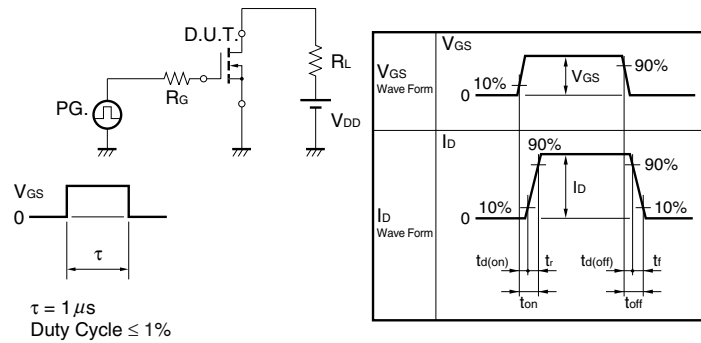 D.U.T.
RL
RG
PG.
VDD
VGS
0
τ
τ = 1 μs
Duty Cycle ≤ 1%
VGS
Wave Form
VGS
10%
0
VGS
90%
ID
Wave Form
ID
90%
90%
10%
0
ID
10%
td(on)
tr
td(off)
tf
ton
toff